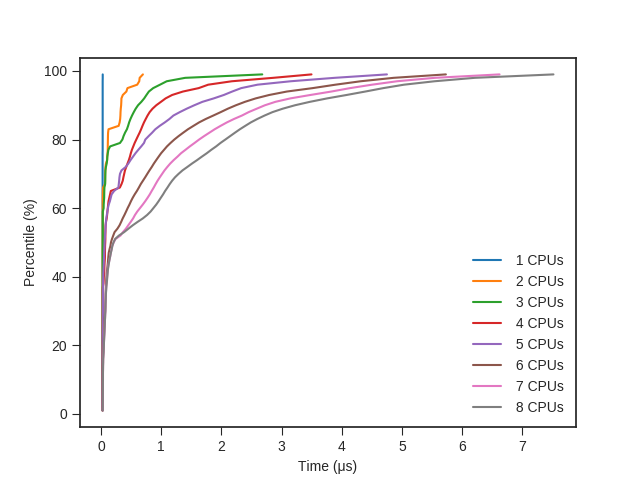 100
80
60
40
20
0
Percentile (%)
0 1 2 3 4 5 6 7
Time (μs)
1 CPUs
2 CPUs
3 CPUs
4 CPUs
5 CPUs
6 CPUs
7 CPUs
8 CPUs